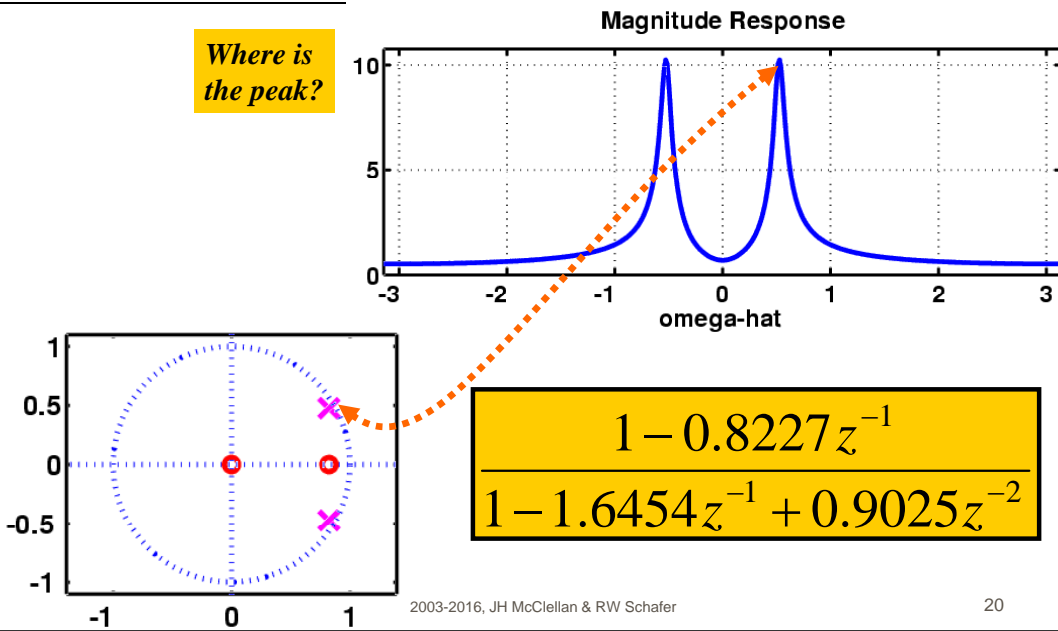 Magnitude Response
Where is
the peak?
10
5
0
-3 -2 -1 0 1 2 3
omega-hat
1
0.5
0
-0.5
-1
-1 0 1
1−0.8227z⁻¹
1−1.6454z⁻¹+0.9025z⁻²
2003-2016, JH McClellan & RW Schafer
20